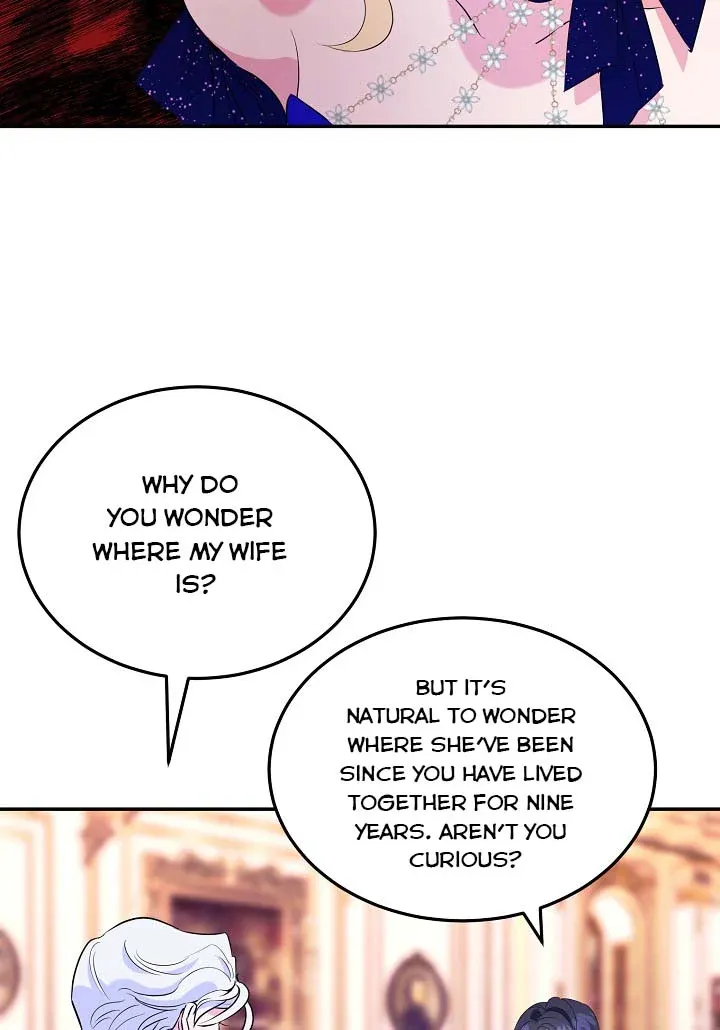 WHY DO
YOU WONDER
WHERE MY WIFE
IS?
BUT IT'S
NATURAL TO WONDER
WHERE SHE'VE BEEN
SINCE YOU HAVE LIVED
TOGETHER FOR NINE
YEARS. AREN'T YOU
CURIOUS?